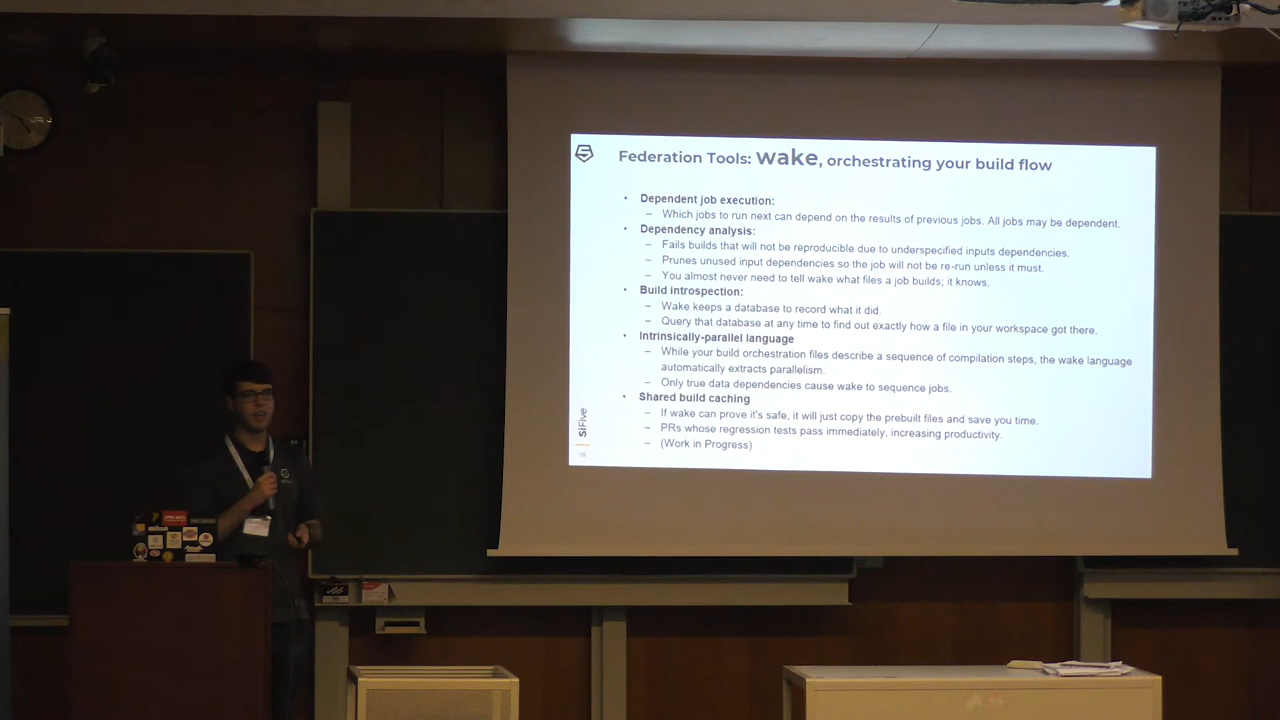 Federation Tools: wake, orchestrating your build flow
• Dependent job execution:
– Which jobs to run next can depend on the results of previous jobs. All jobs may be dependent.
• Dependency analysis:
– Fails builds that will not be reproducible due to underspecified inputs dependencies.
– Prunes unused input dependencies so the job will not be re-run unless it must.
– You almost never need to tell wake what files a job builds; it knows.
• Build introspection:
– Wake keeps a database to record what it did.
– Query that database at any time to find out exactly how a file in your workspace got there.
• Intrinsically-parallel language
– While your build orchestration files describe a sequence of compilation steps, the wake language
automatically extracts parallelism.
– Only true data dependencies cause wake to sequence jobs.
• Shared build caching
– If wake can prove it's safe, it will just copy the prebuilt files and save you time.
– PRs whose regression tests pass immediately, increasing productivity.
– (Work in Progress)
SiFive